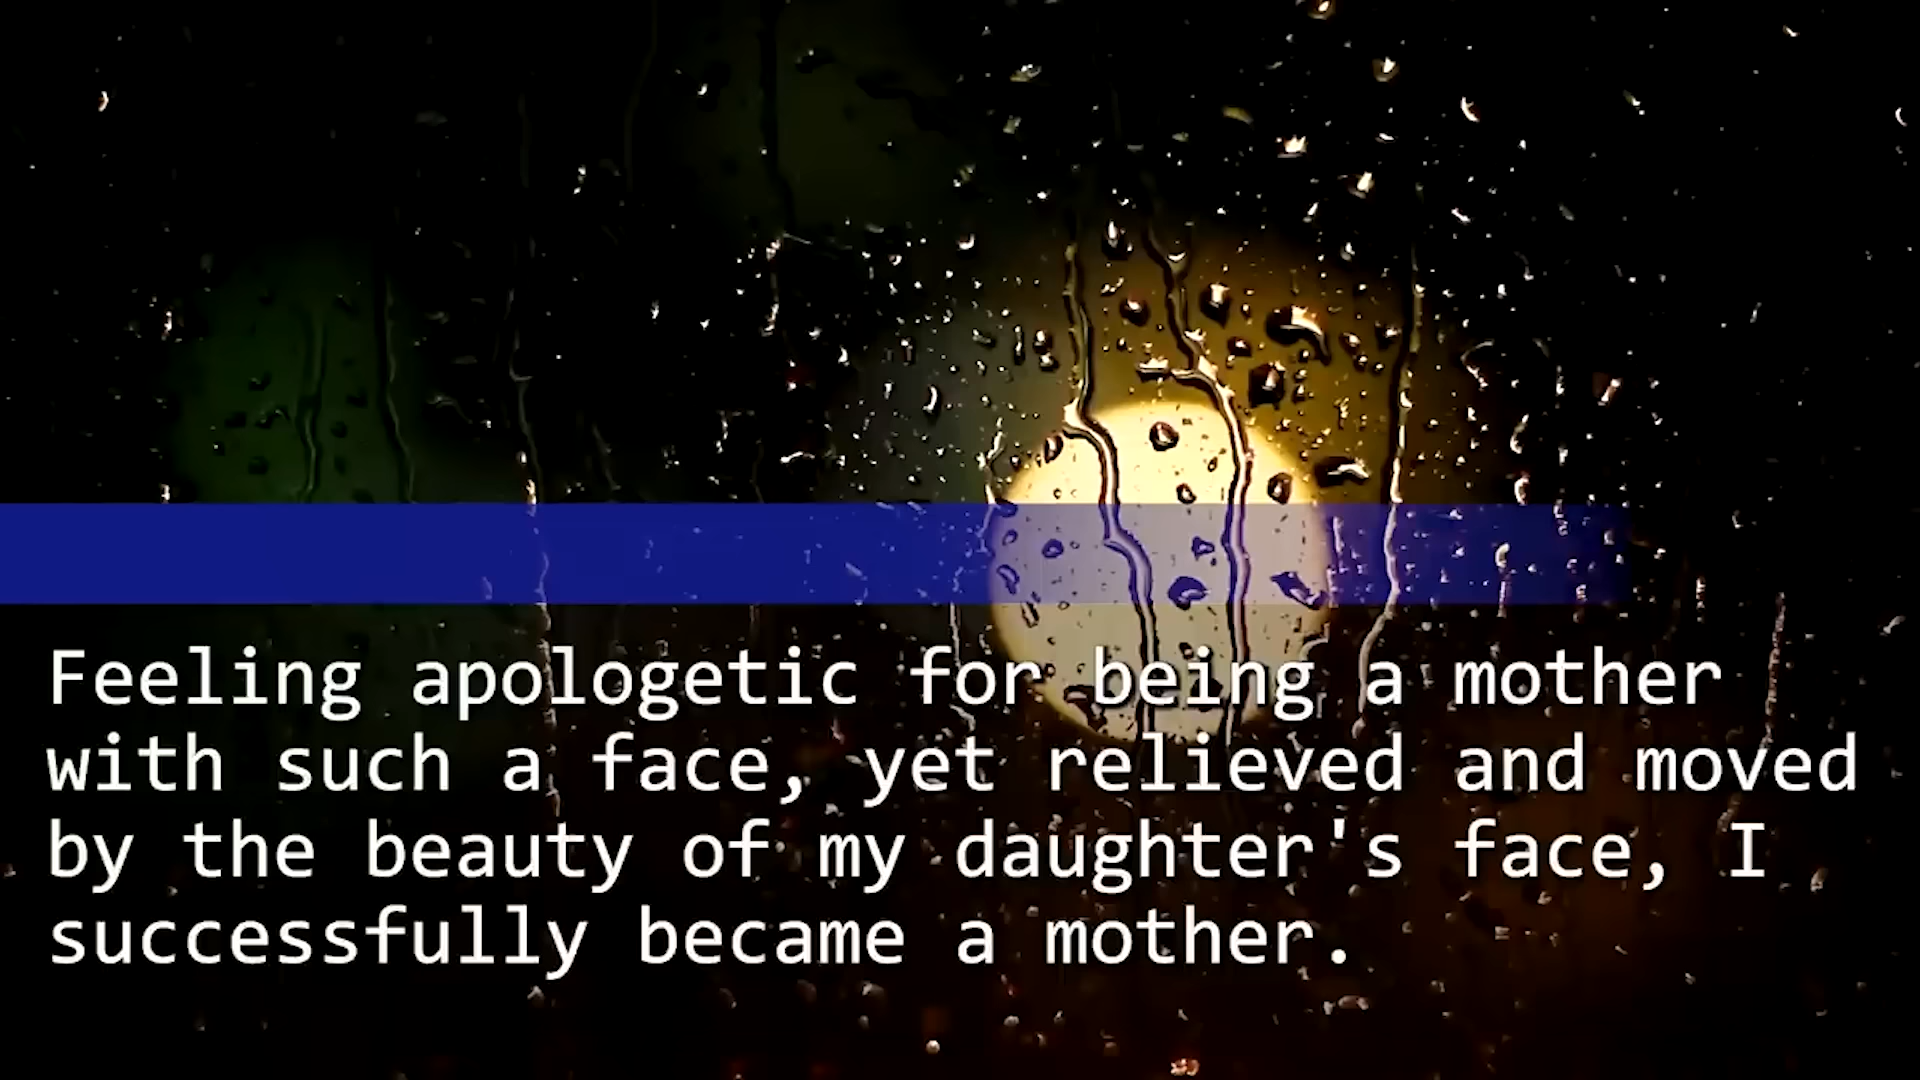 Feeling apologetic for being a mother
with such a face, yet relieved and moved
by the beauty of my daughter's face, I
successfully became a mother.